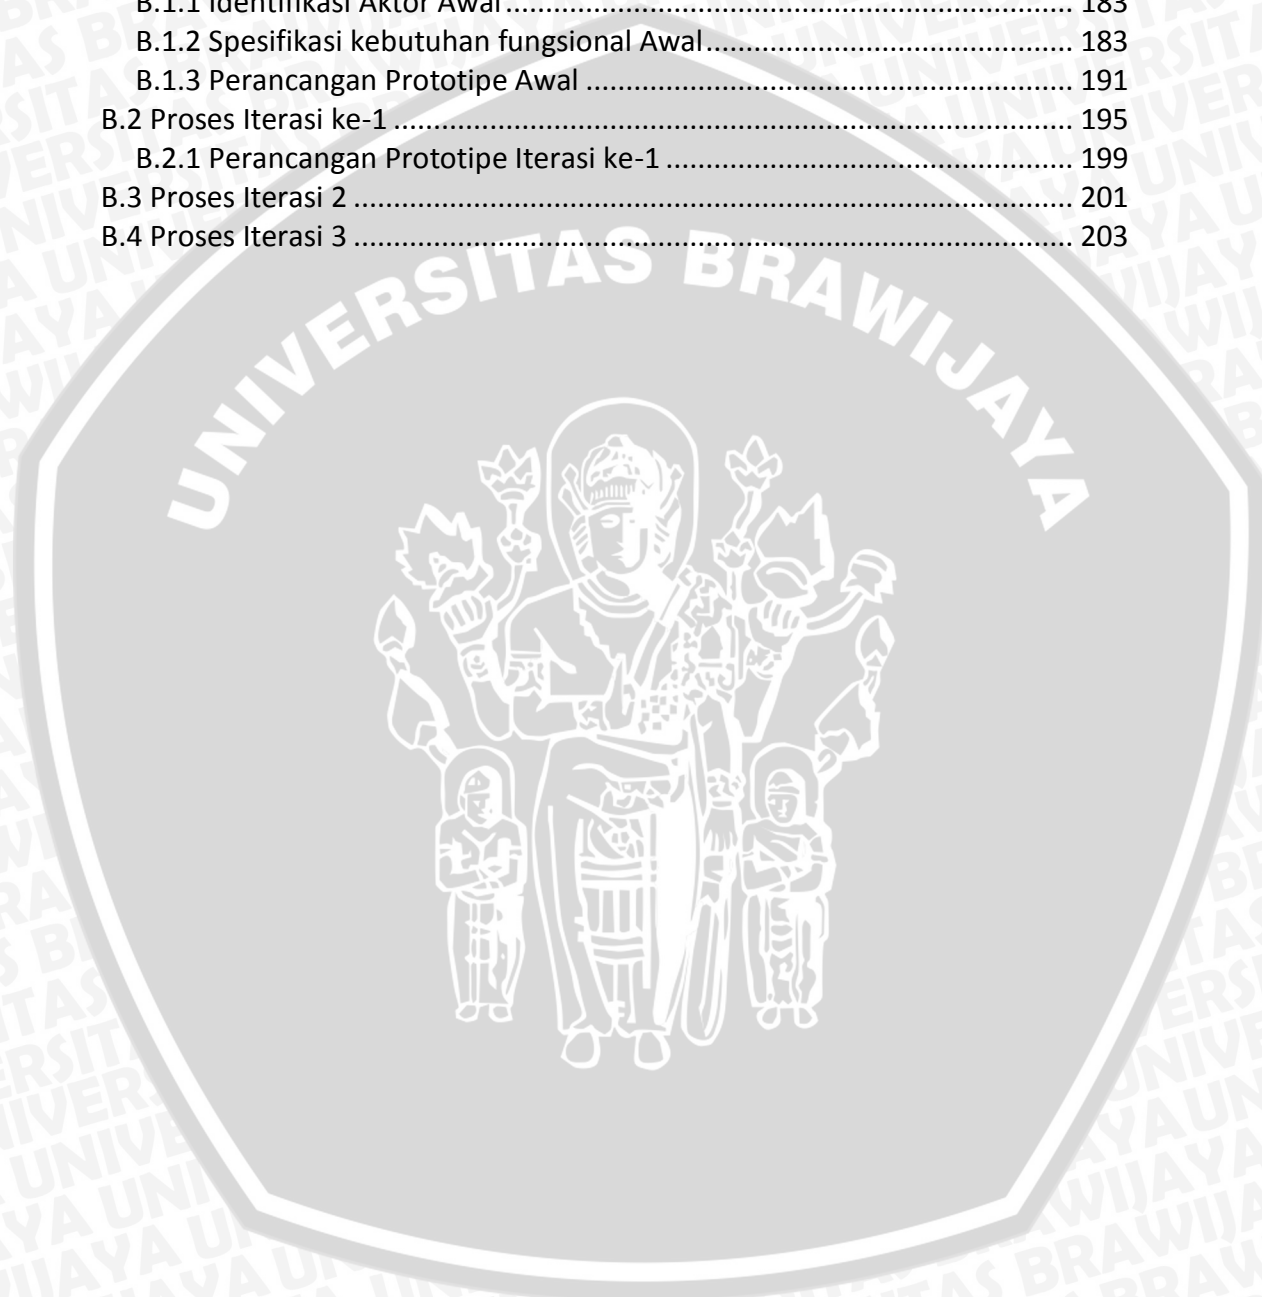 B.1.1 Identifikasi Aktor Awal ........................................................................ 183
B.1.2 Spesifikasi kebutuhan fungsional Awal .............................................. 183
B.1.3 Perancangan Prototipe Awal .............................................................. 191
B.2 Proses Iterasi ke-1 ..................................................................................... 195
B.2.1 Perancangan Prototipe Iterasi ke-1 ................................................... 199
B.3 Proses Iterasi 2 .......................................................................................... 201
B.4 Proses Iterasi 3 .......................................................................................... 203
UNIVERSITAS BRAWIJAYA